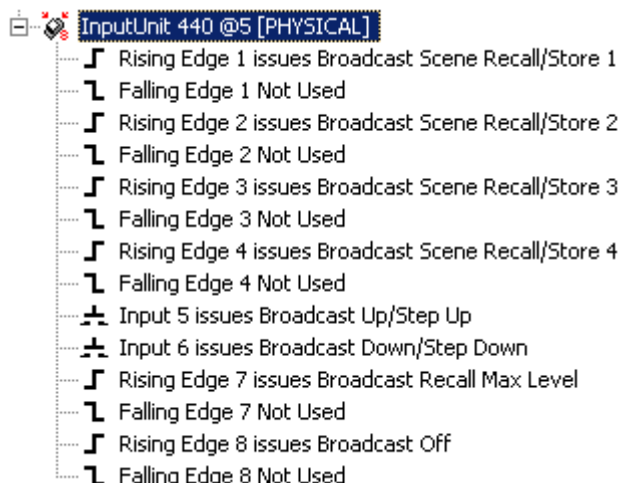 InputUnit 440 @5 [PHYSICAL]
Rising Edge 1 issues Broadcast Scene Recall/Store 1
Falling Edge 1 Not Used
Rising Edge 2 issues Broadcast Scene Recall/Store 2
Falling Edge 2 Not Used
Rising Edge 3 issues Broadcast Scene Recall/Store 3
Falling Edge 3 Not Used
Rising Edge 4 issues Broadcast Scene Recall/Store 4
Falling Edge 4 Not Used
Input 5 issues Broadcast Up/Step Up
Input 6 issues Broadcast Down/Step Down
Rising Edge 7 issues Broadcast Recall Max Level
Falling Edge 7 Not Used
Rising Edge 8 issues Broadcast Off
Falling Edge 8 Not Used